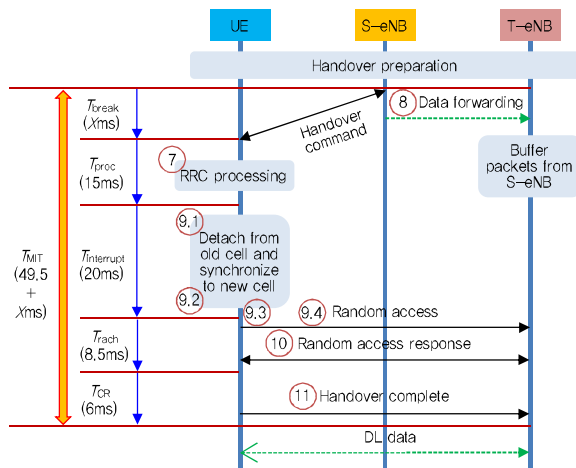 UE
S-eNB
T-eNB
Handover preparation
T_break
(Xms)
8 Data forwarding
Handover
command
7
T_proc
(15ms)
RRC processing
Buffer
packets from
S-eNB
9.1
T_MIT
(49.5
+
Xms)
T_interrupt
(20ms)
Detach from
old cell and
synchronize
to new cell
9.2
9.3
9.4 Random access
T_rach
(8.5ms)
10 Random access response
T_CR
(6ms)
11 Handover complete
DL data